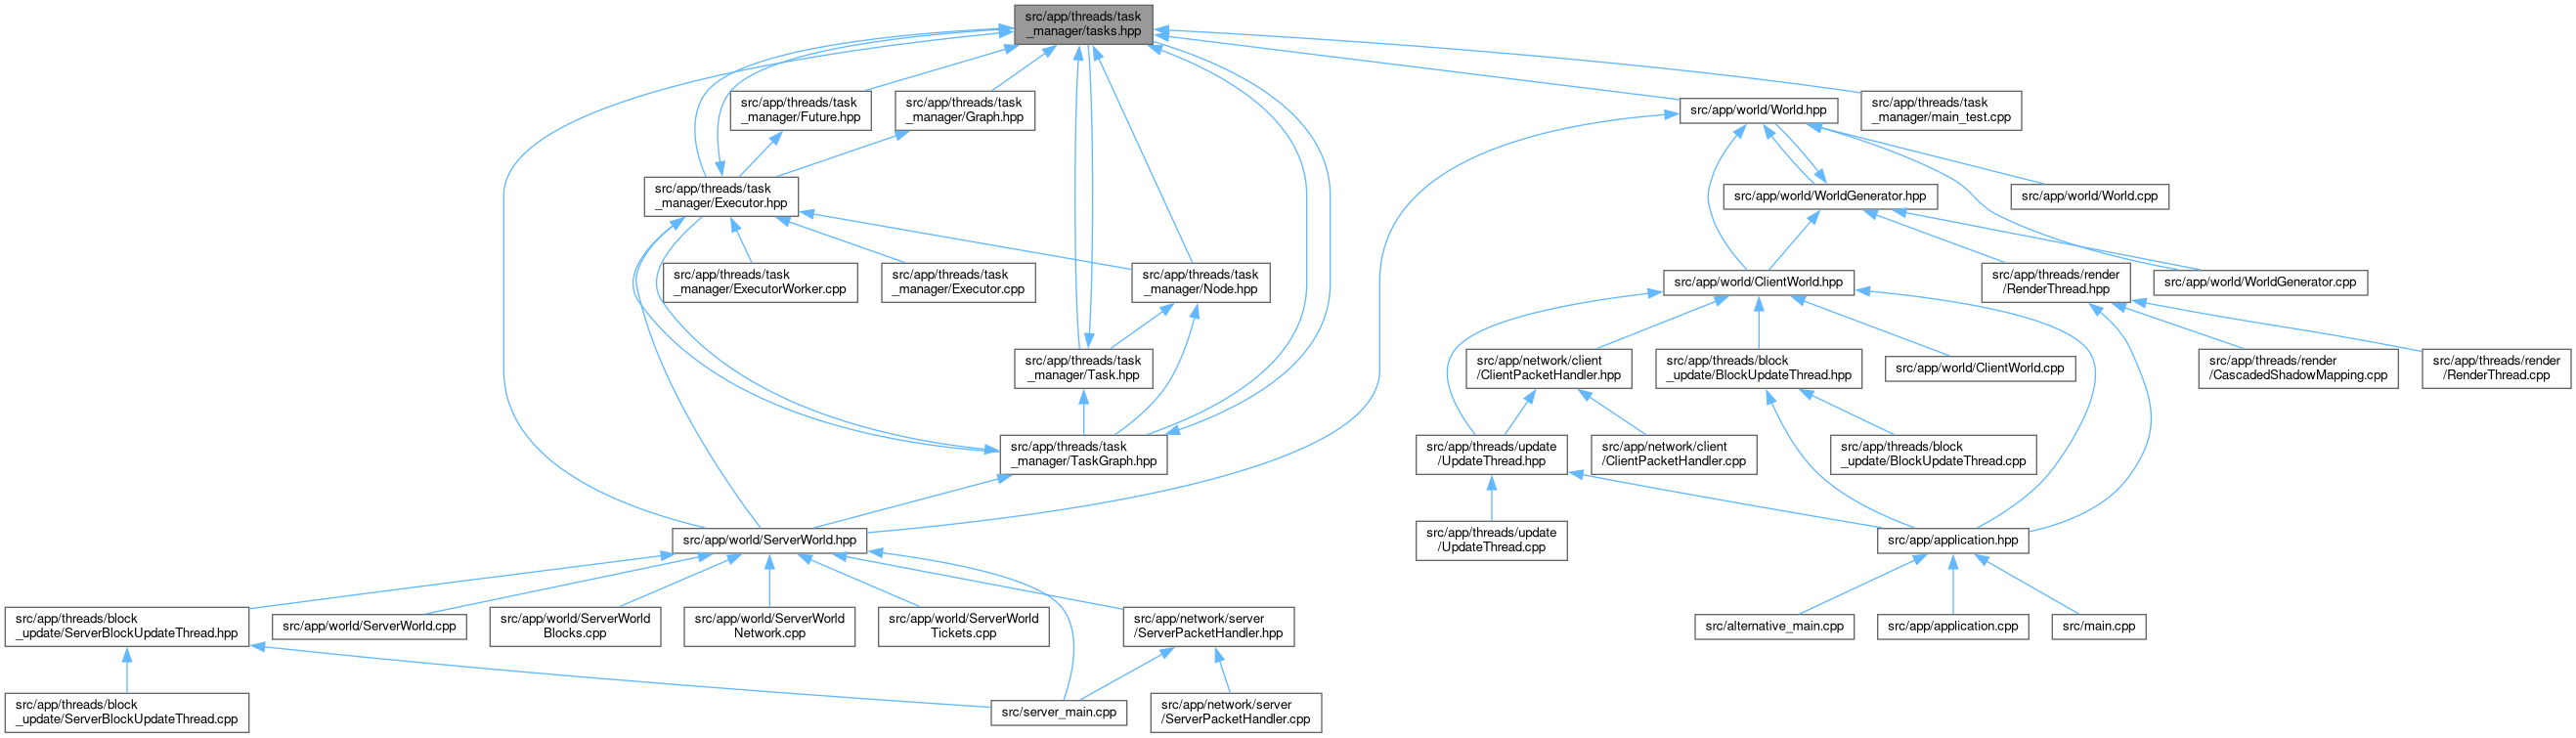 src/app/threads/task
_manager/tasks.hpp
src/app/threads/task
_manager/Future.hpp
src/app/threads/task
_manager/Graph.hpp
src/app/world/World.hpp
src/app/threads/task
_manager/main_test.cpp
src/app/threads/task
_manager/Executor.hpp
src/app/world/WorldGenerator.hpp
src/app/world/World.cpp
src/app/threads/task
_manager/ExecutorWorker.cpp
src/app/threads/task
_manager/Executor.cpp
src/app/threads/task
_manager/Node.hpp
src/app/world/ClientWorld.hpp
src/app/threads/render
/RenderThread.hpp
src/app/world/WorldGenerator.cpp
src/app/threads/task
_manager/Task.hpp
src/app/network/client
/ClientPacketHandler.hpp
src/app/threads/block
_update/BlockUpdateThread.hpp
src/app/world/ClientWorld.cpp
src/app/threads/render
/CascadedShadowMapping.cpp
src/app/threads/render
/RenderThread.cpp
src/app/threads/task
_manager/TaskGraph.hpp
src/app/threads/update
/UpdateThread.hpp
src/app/network/client
/ClientPacketHandler.cpp
src/app/threads/block
_update/BlockUpdateThread.cpp
src/app/world/ServerWorld.hpp
src/app/threads/update
/UpdateThread.cpp
src/app/application.hpp
src/app/threads/block
_update/ServerBlockUpdateThread.hpp
src/app/world/ServerWorld.cpp
src/app/world/ServerWorld
Blocks.cpp
src/app/world/ServerWorld
Network.cpp
src/app/world/ServerWorld
Tickets.cpp
src/app/network/server
/ServerPacketHandler.hpp
src/alternative_main.cpp
src/app/application.cpp
src/main.cpp
src/app/threads/block
_update/ServerBlockUpdateThread.cpp
src/server_main.cpp
src/app/network/server
/ServerPacketHandler.cpp